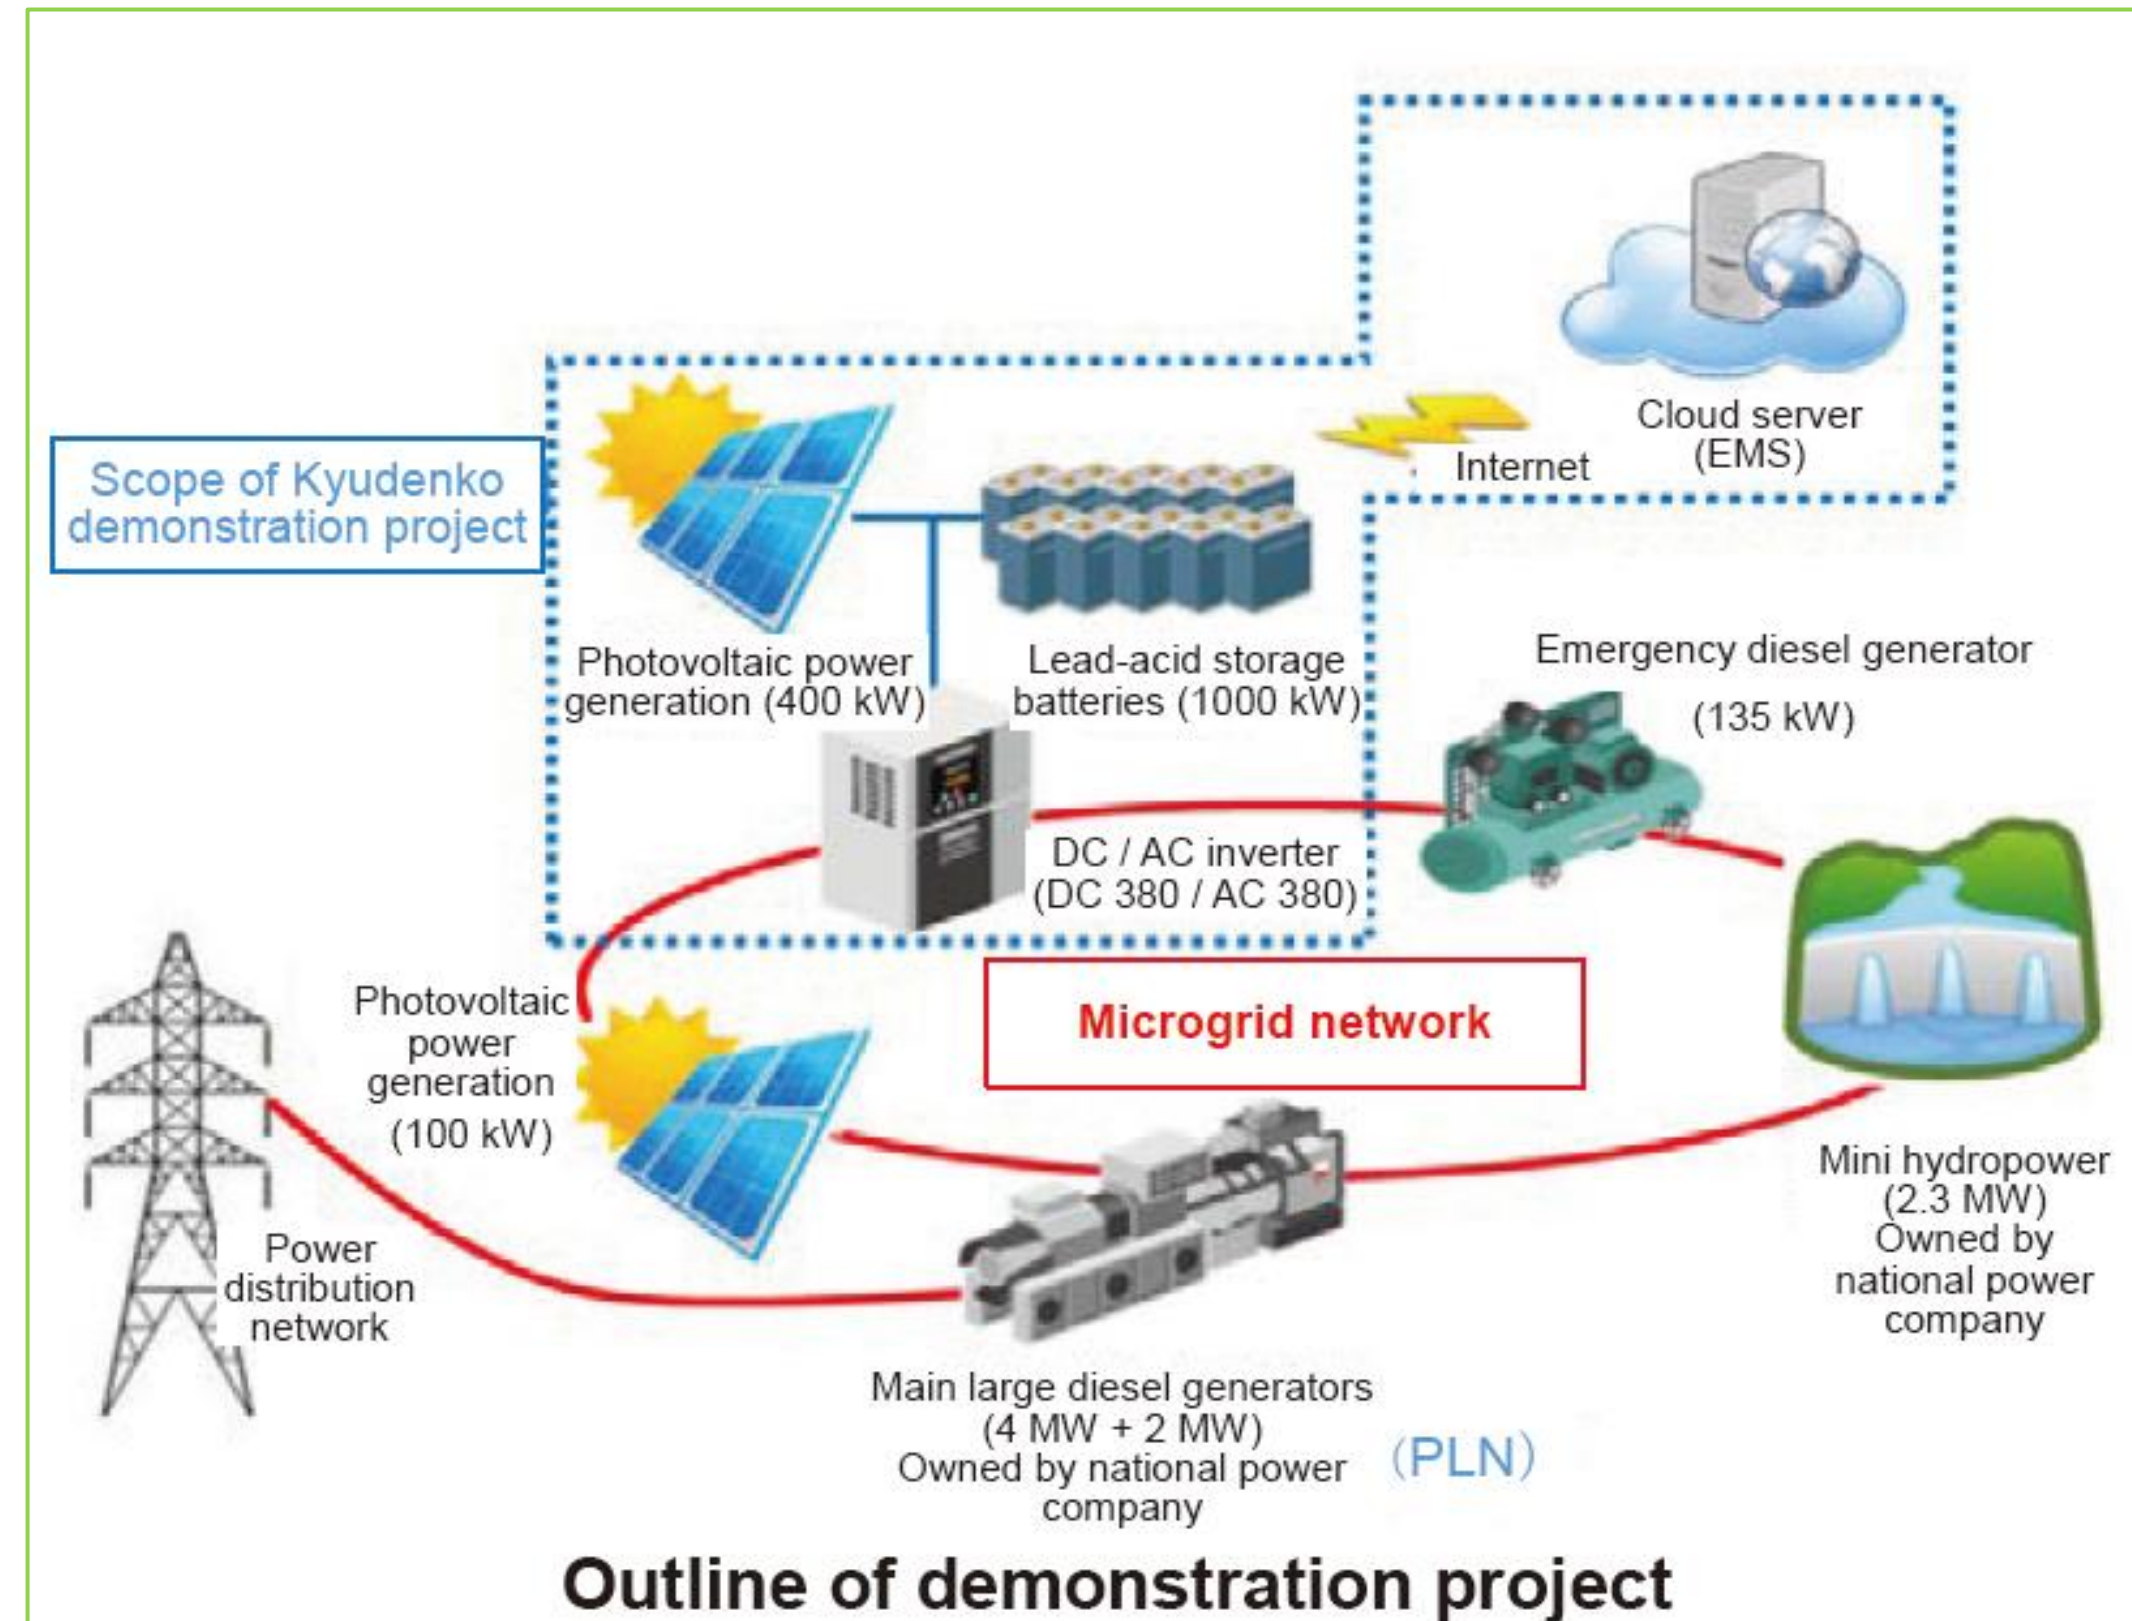 Cloud server
(EMS)
Internet
Scope of Kyudenko
demonstration project
Photovoltaic power
generation (400 kW)
Lead-acid storage
batteries (1000 kW)
Emergency diesel generator
(135 kW)
DC / AC inverter
(DC 380 / AC 380)
Microgrid network
Photovoltaic
power
generation
(100 kW)
Power
distribution
network
Mini hydropower
(2.3 MW)
Owned by
national power
company
Main large diesel generators
(4 MW + 2 MW)
Owned by national power
company
(PLN)
Outline of demonstration project